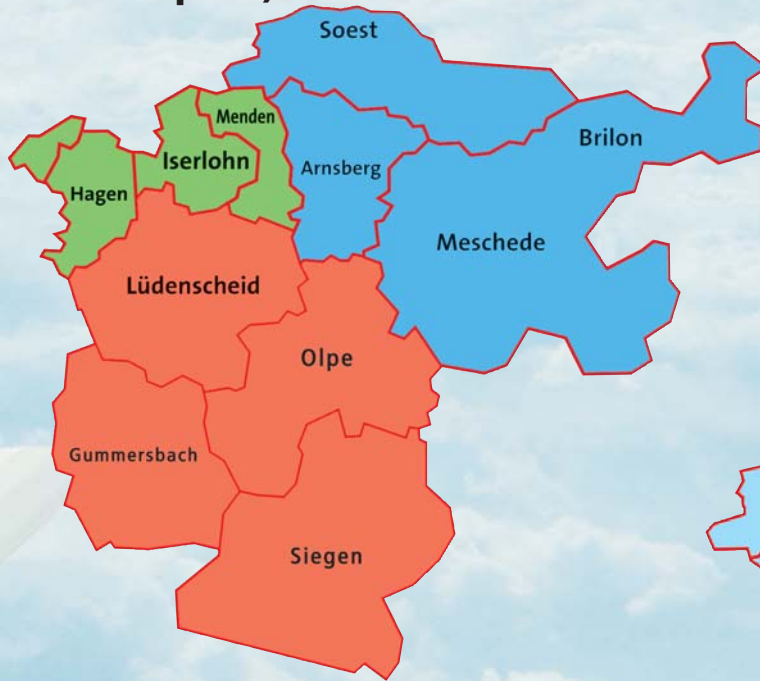 Soest
Menden
Brilon
Iserlohn
Arnsberg
Hagen
Meschede
Lüdenscheid
Olpe
Gummersbach
Siegen